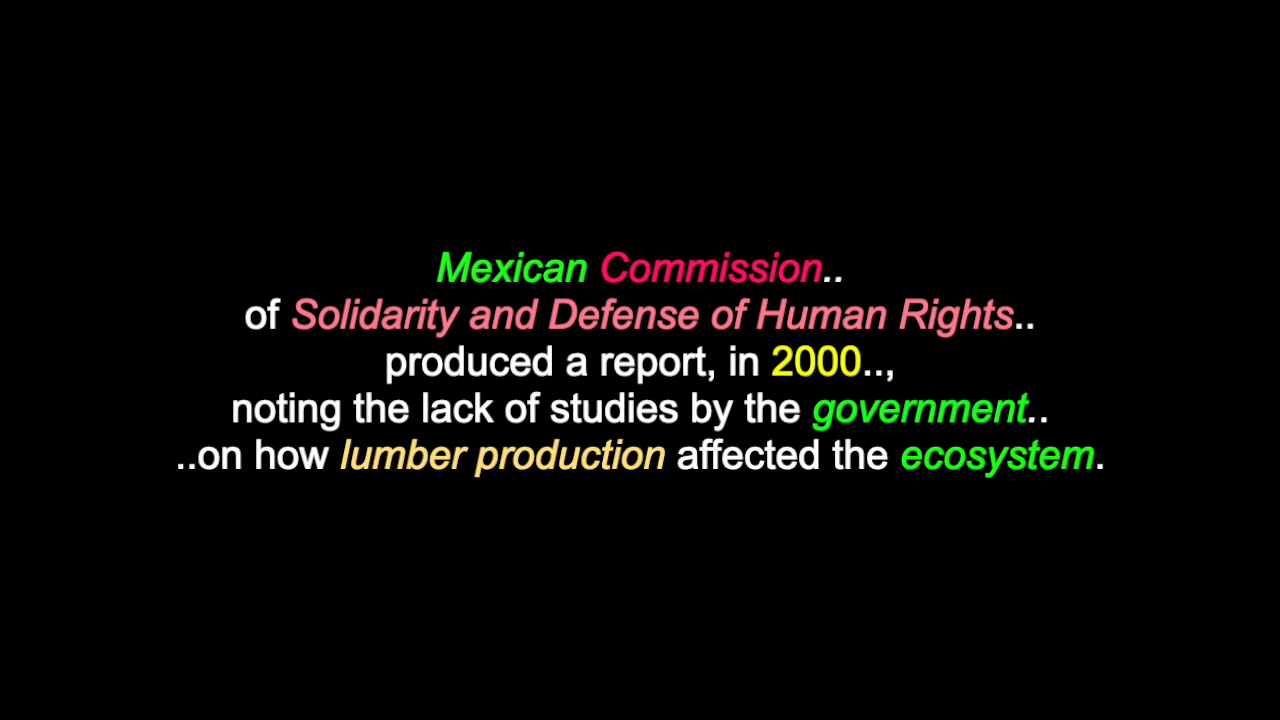 Mexican Commission..
of Solidarity and Defense of Human Rights..
produced a report, in 2000..,
noting the lack of studies by the government..
..on how lumber production affected the ecosystem.